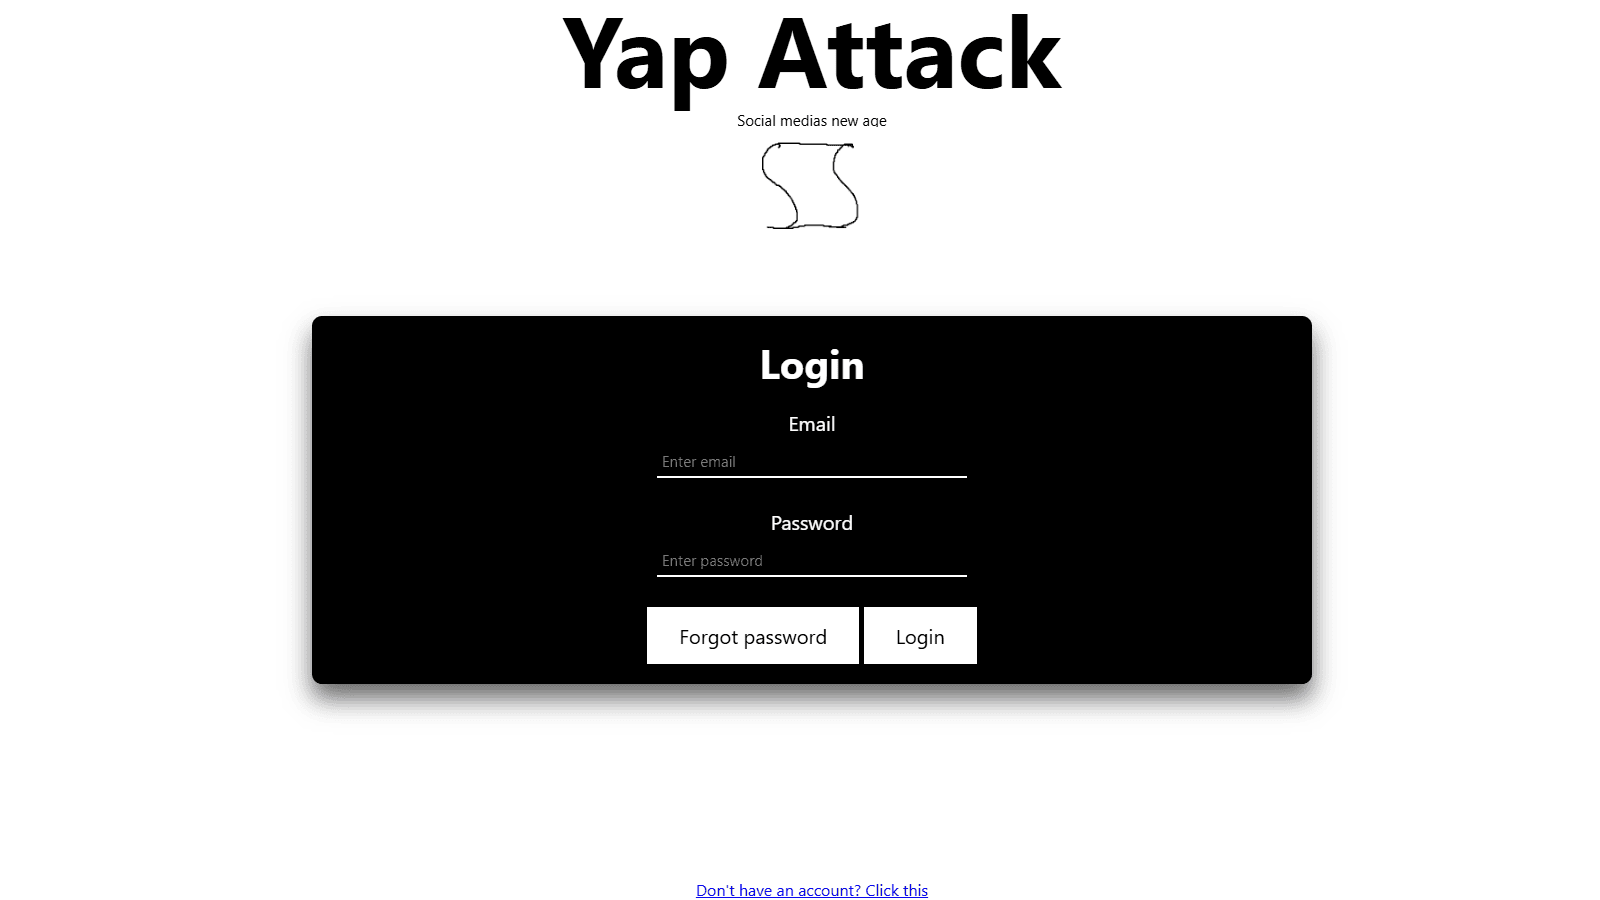 Yap Attack
Social medias new age
Login
Email
Enter email
Password
Enter password
Forgot password Login
Don't have an account? Click this